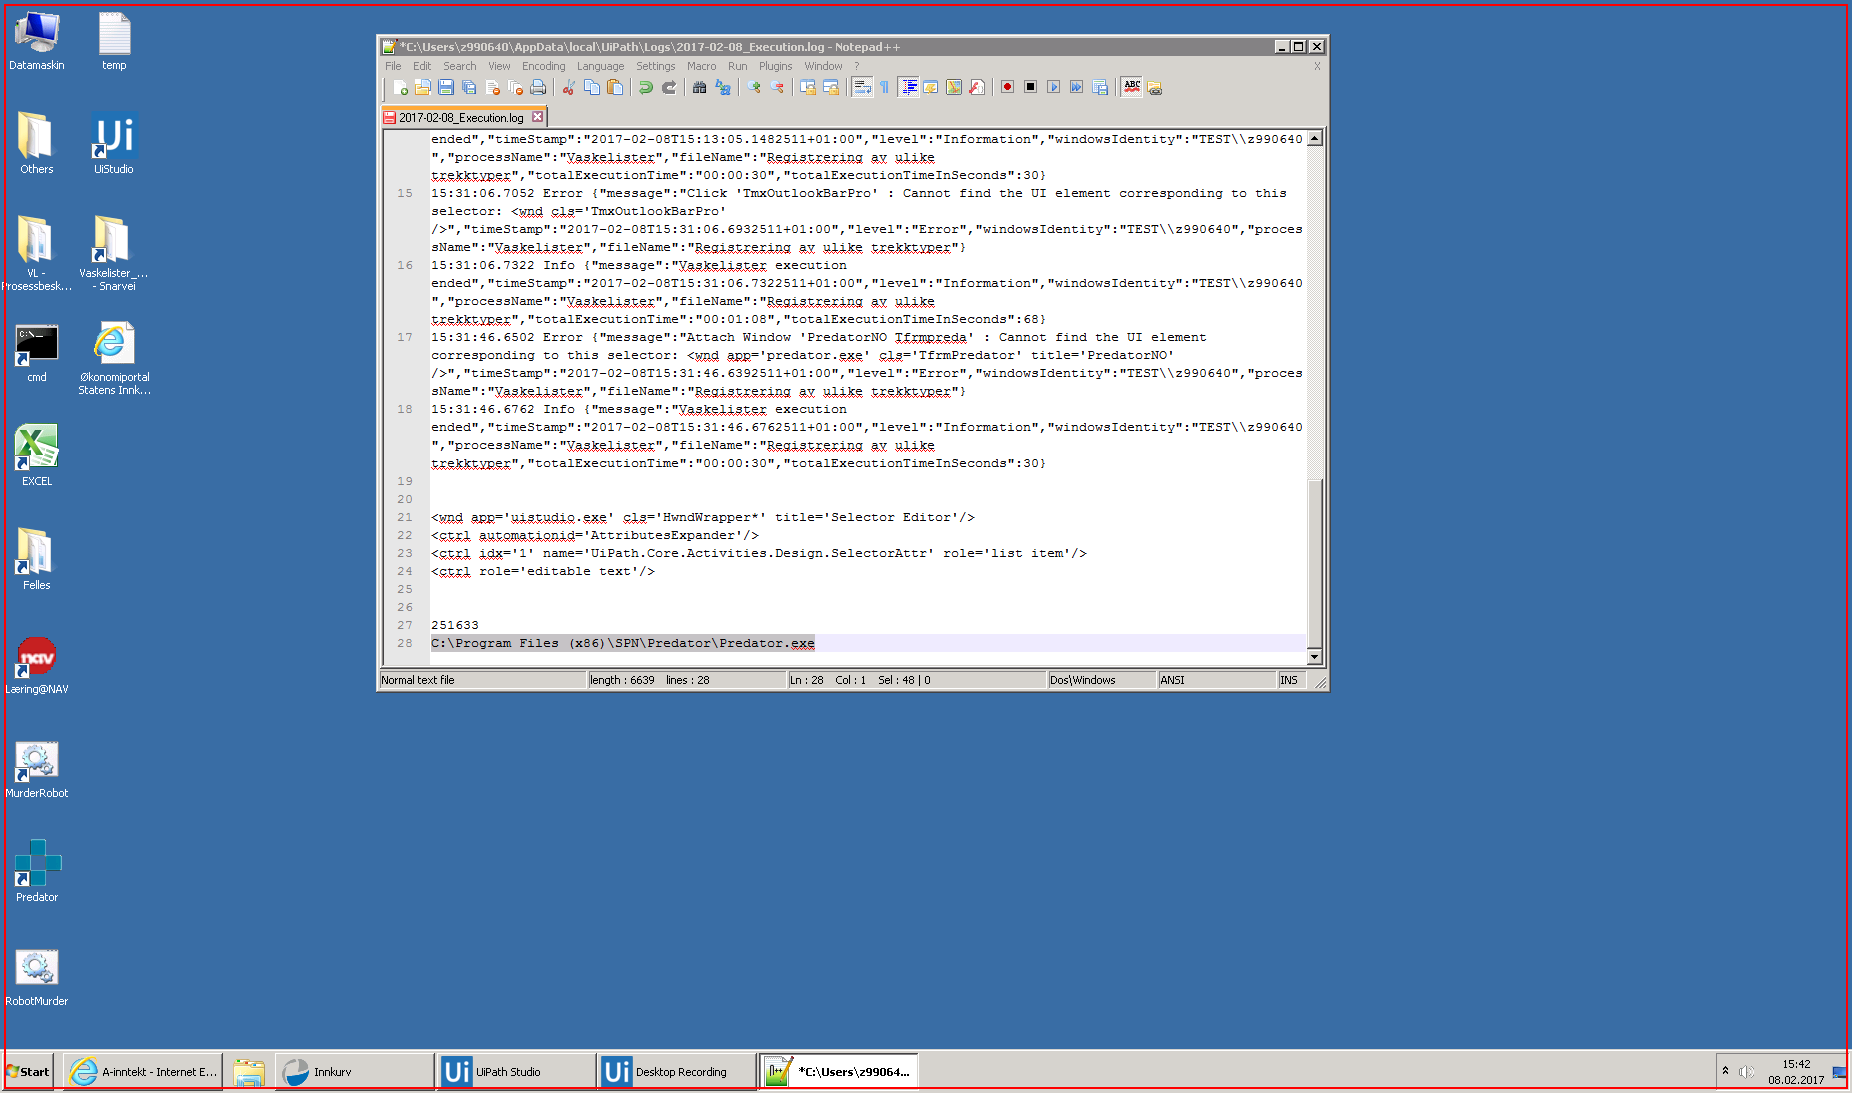 Datamaskin
temp
Others
UiStudio
VL -
Prosessbesk...
Vaskelister_...
- Snarvei
cmd
Økonomiportal
Statens Innk...
EXCEL
Felles
nav
Læring@NAV
MurderRobot
Predator
RobotMurder
*C:\Users\z990640\AppData\local\UiPath\Logs\2017-02-08_Execution.log - Notepad++
File Edit Search View Encoding Language Settings Macro Run Plugins Window ? X
2017-02-08_Execution.log
ended","timeStamp":"2017-02-08T15:13:05.1482511+01:00","level":"Information","windowsIdentity":"TEST\\z990640
","processName":"Vaskelister","fileName":"Registrering av ulike
trekktyper","totalExecutionTime":"00:00:30","totalExecutionTimeInSeconds":30}
15 15:31:06.7052 Error {"message":"Click 'TmxOutlookBarPro' : Cannot find the UI element corresponding to this
selector: <wnd cls='TmxOutlookBarPro'
/>","timeStamp":"2017-02-08T15:31:06.6932511+01:00","level":"Error","windowsIdentity":"TEST\\z990640","proces
sName":"Vaskelister","fileName":"Registrering av ulike trekktyper"}
16 15:31:06.7322 Info {"message":"Vaskelister execution
ended","timeStamp":"2017-02-08T15:31:06.7322511+01:00","level":"Information","windowsIdentity":"TEST\\z990640
","processName":"Vaskelister","fileName":"Registrering av ulike
trekktyper","totalExecutionTime":"00:01:08","totalExecutionTimeInSeconds":68}
17 15:31:46.6502 Error {"message":"Attach Window 'PredatorNO Tfrmpreda' : Cannot find the UI element
corresponding to this selector: <wnd app='predator.exe' cls='TfrmPredator' title='PredatorNO'
/>","timeStamp":"2017-02-08T15:31:46.6392511+01:00","level":"Error","windowsIdentity":"TEST\\z990640","proces
sName":"Vaskelister","fileName":"Registrering av ulike trekktyper"}
18 15:31:46.6762 Info {"message":"Vaskelister execution
ended","timeStamp":"2017-02-08T15:31:46.6762511+01:00","level":"Information","windowsIdentity":"TEST\\z990640
","processName":"Vaskelister","fileName":"Registrering av ulike
trekktyper","totalExecutionTime":"00:00:30","totalExecutionTimeInSeconds":30}
19
20
21 <wnd app='uistudio.exe' cls='HwndWrapper*' title='Selector Editor'/>
22 <ctrl automationid='AttributesExpander'/>
23 <ctrl idx='1' name='UiPath.Core.Activities.Design.SelectorAttr' role='list item'/>
24 <ctrl role='editable text'/>
25
26
27 251633
28 C:\Program Files (x86)\SPN\Predator\Predator.exe
Normal text file length : 6639 lines : 28 Ln : 28 Col : 1 Sel : 48 | 0 Dos\Windows ANSI INS
Start A-inntekt - Internet E... Innkurv UiPath Studio Desktop Recording *C:\Users\z99064... 15:42
08.02.2017